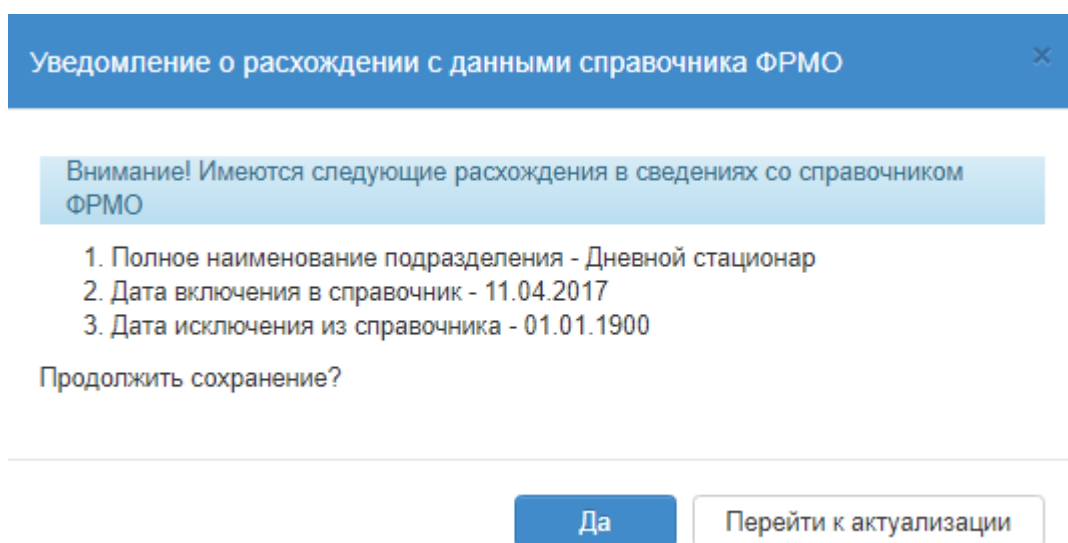 Уведомление о расхождении с данными справочника ФРМО
×
Внимание! Имеются следующие расхождения в сведениях со справочником
ФРМО
1. Полное наименование подразделения - Дневной стационар
2. Дата включения в справочник - 11.04.2017
3. Дата исключения из справочника - 01.01.1900
Продолжить сохранение?
Да
Перейти к актуализации